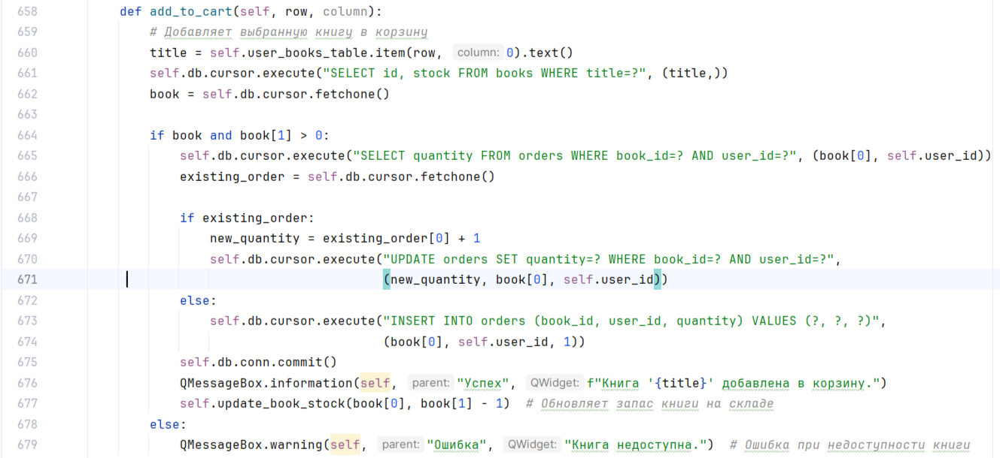 658 def add_to_cart(self, row, column):
659 # Добавляет выбранную книгу в корзину
660 title = self.user_books_table.item(row, column: 0).text()
661 self.db.cursor.execute("SELECT id, stock FROM books WHERE title=?", (title,))
662 book = self.db.cursor.fetchone()
663
664 if book and book[1] > 0:
665 self.db.cursor.execute("SELECT quantity FROM orders WHERE book_id=? AND user_id=?", (book[0], self.user_id))
666 existing_order = self.db.cursor.fetchone()
667
668 if existing_order:
669 new_quantity = existing_order[0] + 1
670 self.db.cursor.execute("UPDATE orders SET quantity=? WHERE book_id=? AND user_id=?",
671 (new_quantity, book[0], self.user_id))
672 else:
673 self.db.cursor.execute("INSERT INTO orders (book_id, user_id, quantity) VALUES (?, ?, ?)",
674 (book[0], self.user_id, 1))
675 self.db.conn.commit()
676 QMessageBox.information(self, parent: "Успех", QWidget: f"Книга '{title}' добавлена в корзину.")
677 self.update_book_stock(book[0], book[1] - 1) # Обновляет запас книги на складе
678 else:
679 QMessageBox.warning(self, parent: "Ошибка", QWidget: "Книга недоступна.") # Ошибка при недоступности книги